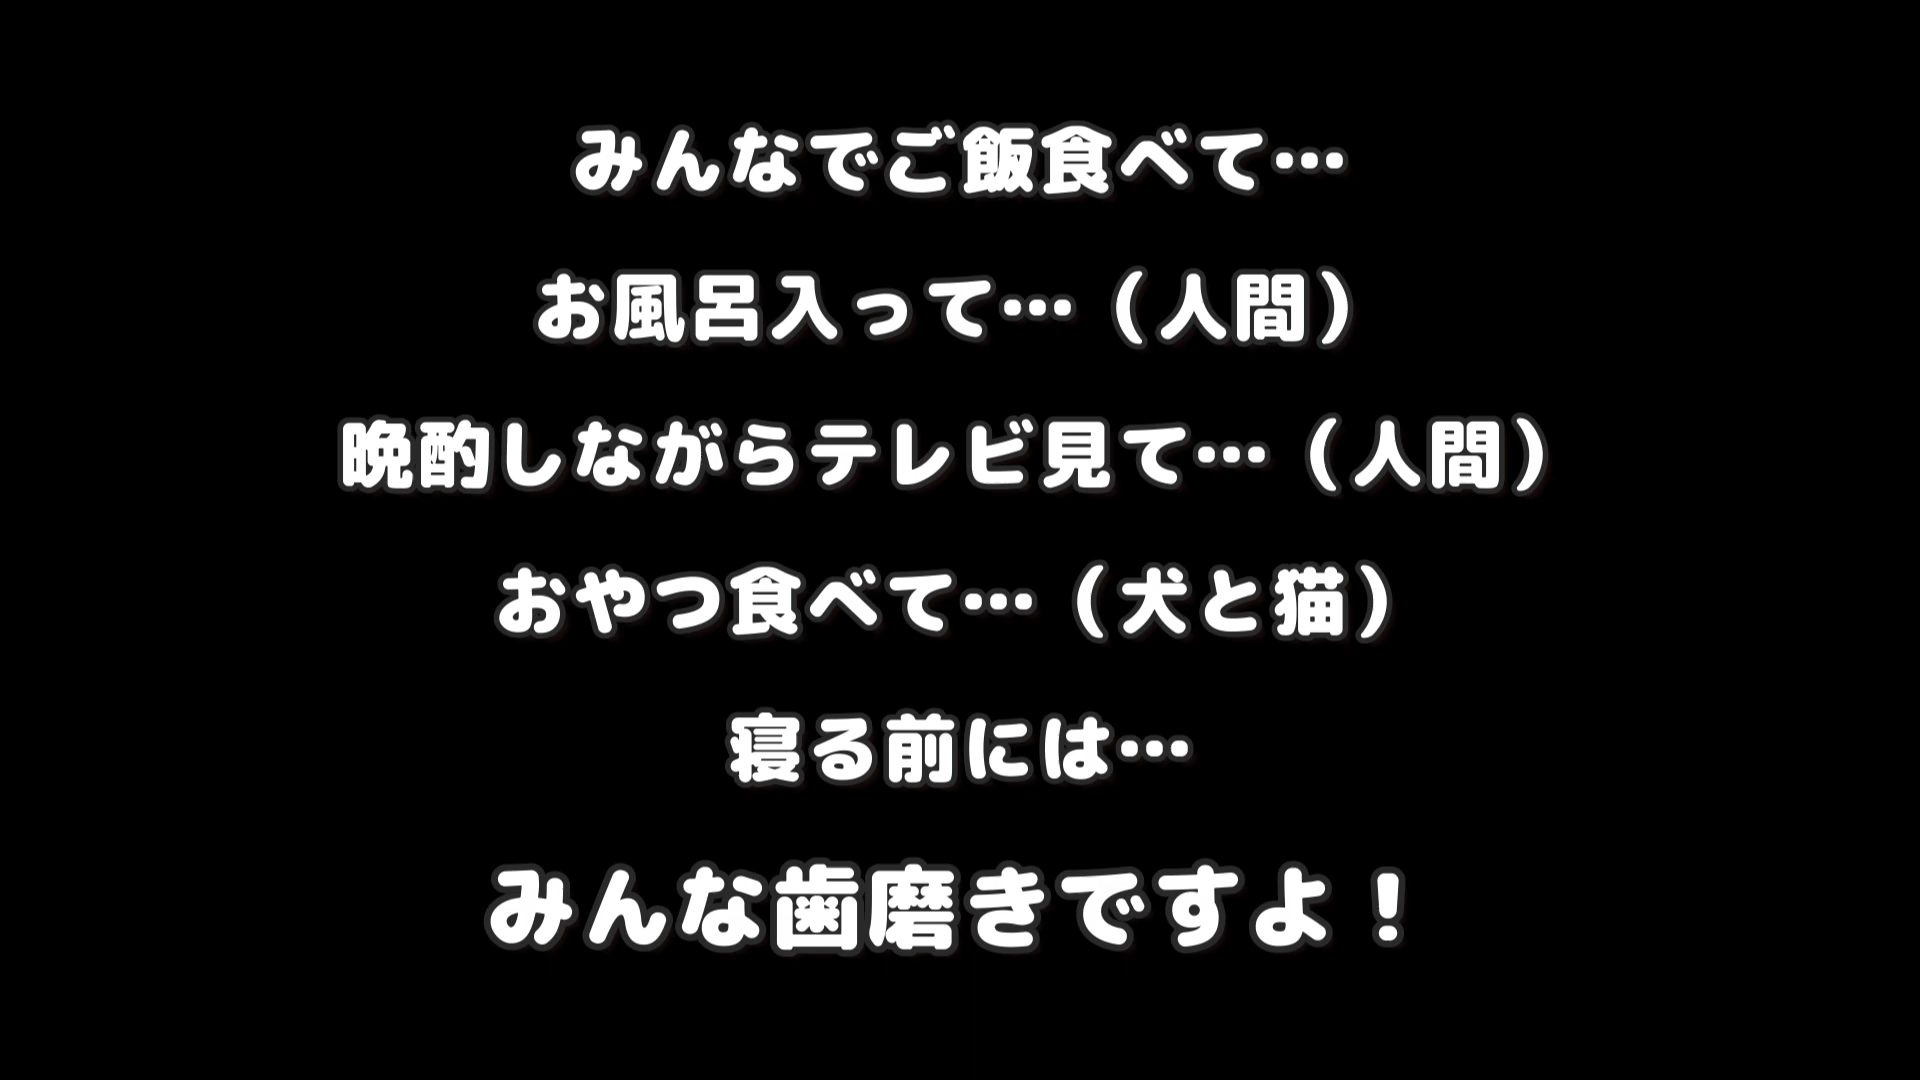 みんなでご飯食べて…
お風呂入って…（人間）
晩酌しながらテレビ見て…（人間）
おやつ食べて…（犬と猫）
寝る前には…
みんな歯磨きですよ！